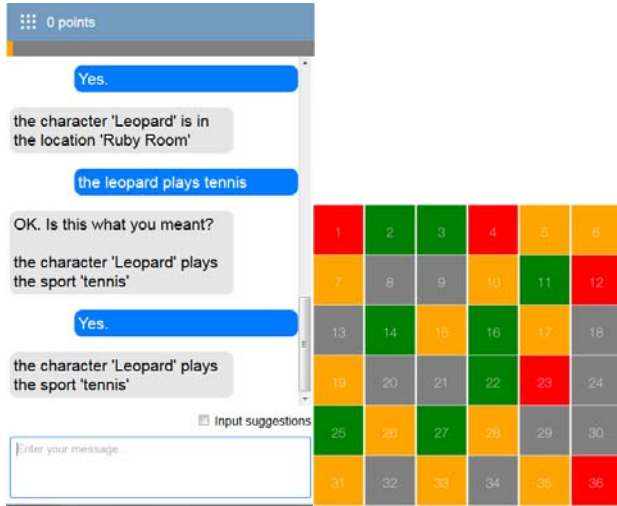 0 points
Yes.
the character 'Leopard' is in
the location 'Ruby Room'
the leopard plays tennis
OK. Is this what you meant?
the character 'Leopard' plays
the sport 'tennis'
Yes.
the character 'Leopard' plays
the sport 'tennis'
Input suggestions
Enter your message...
1 2 3 4 5 6
7 8 9 10 11 12
13 14 15 16 17 18
19 20 21 22 23 24
25 26 27 28 29 30
31 32 33 34 35 36